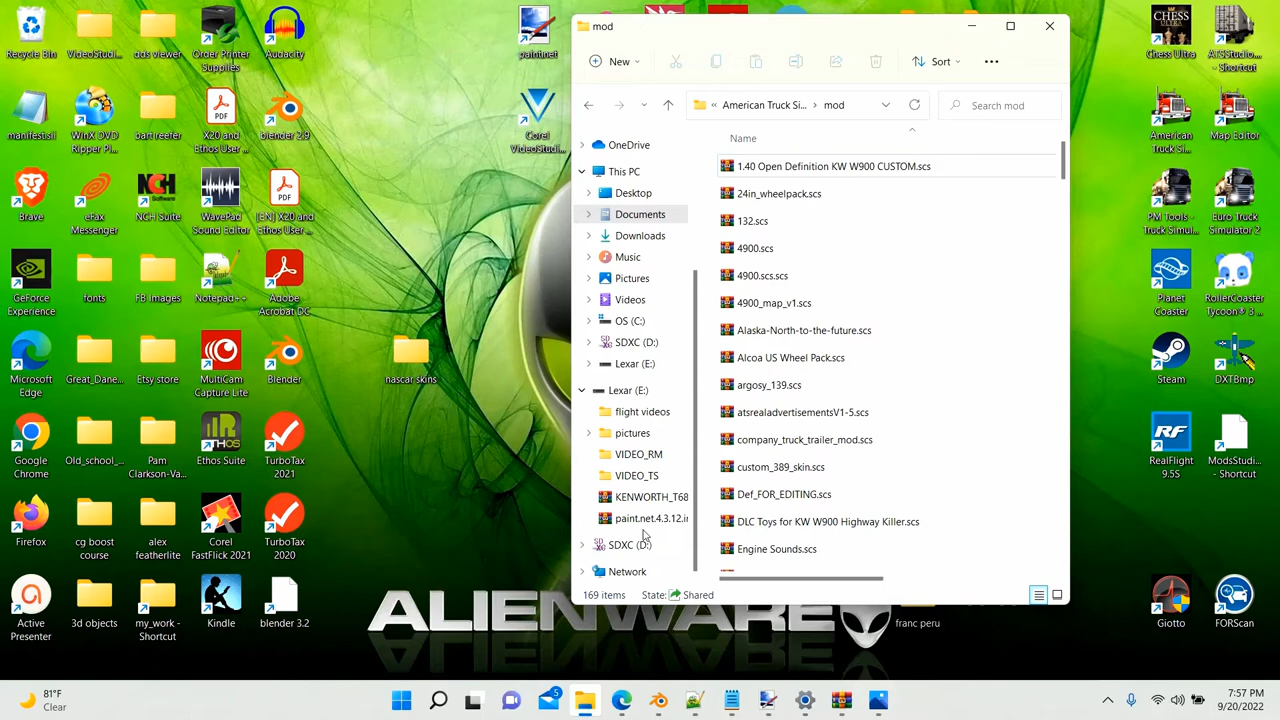 Recycle Bin
VideoStudi...
dds viewer
Order Printer
Supplies
Audacity
paintnet
manifestsii
WinX DVD
Ripper Pl...
bartreefer
X20 and
Ethos User ...
blender 2.9
Corel
VideoStudi...
Brave
eFax
Messenger
NCH
NCH Suite
WavePad
Sound Editor
PDF
[EN] X20 and
Ethos User ...
GeForce
Experience
fonts
FB Images
Notepad++
Adobe
Acrobat DC
Microsoft
Edge
Great_Dane...
Etsy store
MultiCam
Capture Lite
Blender
nascar skins
Google
Chrome
Old_school_...
Pam
Clarkson-Va...
ETHOS
Ethos Suite
TurboTax
2021
Firefox
cg boost
course
alex
featherlite
Corel
FastFlick 2021
TurboTax
2020
Active
Presenter
3d objects
my_work -
Shortcut
Kindle
blender 3.2
mod
New
Sort
American Truck Si... > mod
Search mod
OneDrive
This PC
Desktop
Documents
Downloads
Music
Pictures
Videos
OS (C:)
SDXC (D:)
Lexar (E:)
Lexar (E:)
flight videos
pictures
VIDEO_RM
VIDEO_TS
KENWORTH_T68
paint.net.4.3.12.i
SDXC (D:)
Network
Name
1.40 Open Definition KW W900 CUSTOM.scs
24in_wheelpack.scs
132.scs
4900.scs
4900.scs.scs
4900_map_v1.scs
Alaska-North-to-the-future.scs
Alcoa US Wheel Pack.scs
argosy_139.scs
atsrealadvertisementsV1-5.scs
company_truck_trailer_mod.scs
custom_389_skin.scs
Def_FOR_EDITING.scs
DLC Toys for KW W900 Highway Killer.scs
Engine Sounds.scs
169 items
State:
Shared
ALIENWARE
franc peru
CHESS
ULTRA
Chess Ultra
ATSStudio...
- Shortcut
American
Truck Si...
Map Editor
PM Tools -
Truck Simul...
Euro Truck
Simulator 2
Planet
Coaster
RollerCoaster
Tycoon® 3 ...
Steam
DXTBmp
RF
RealFlight
9.5S
ModsStudi...
- Shortcut
Giotto
FORScan
81°F
Clear
5
7:57 PM
9/20/2022